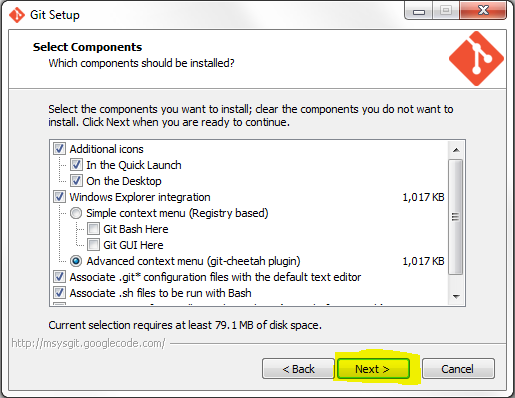 Git Setup
Select Components
Which components should be installed?
Select the components you want to install; clear the components you do not want to
install. Click Next when you are ready to continue.
Additional icons
In the Quick Launch
On the Desktop
Windows Explorer integration 1,017 KB
Simple context menu (Registry based)
Git Bash Here
Git GUI Here
Advanced context menu (git-cheetah plugin) 1,017 KB
Associate .git* configuration files with the default text editor
Associate .sh files to be run with Bash
Current selection requires at least 79.1 MB of disk space.
http://msysgit.googlecode.com/
< Back Next > Cancel